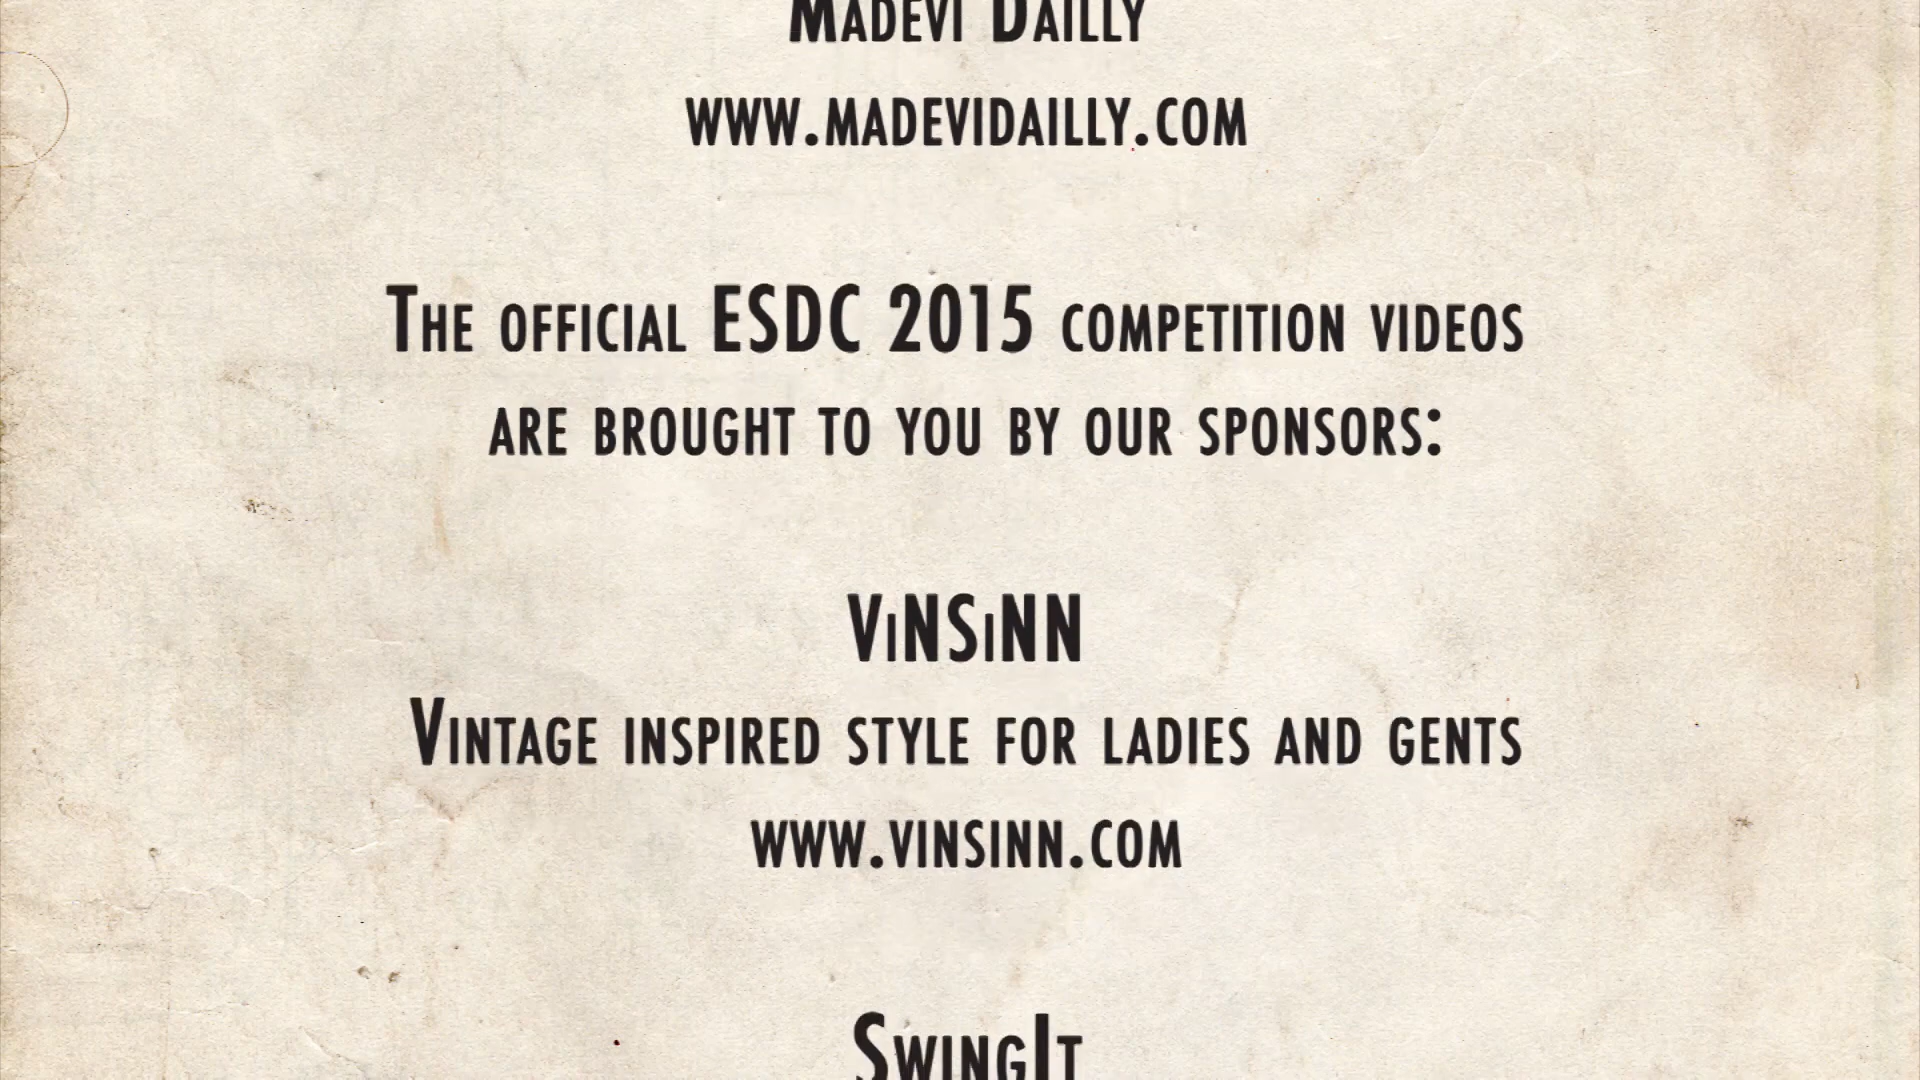 Madevi Dailly
www.madevidailly.com
The official ESDC 2015 competition videos
are brought to you by our sponsors:
ViNSiNN
Vintage inspired style for ladies and gents
www.vinsinn.com
SwingIt